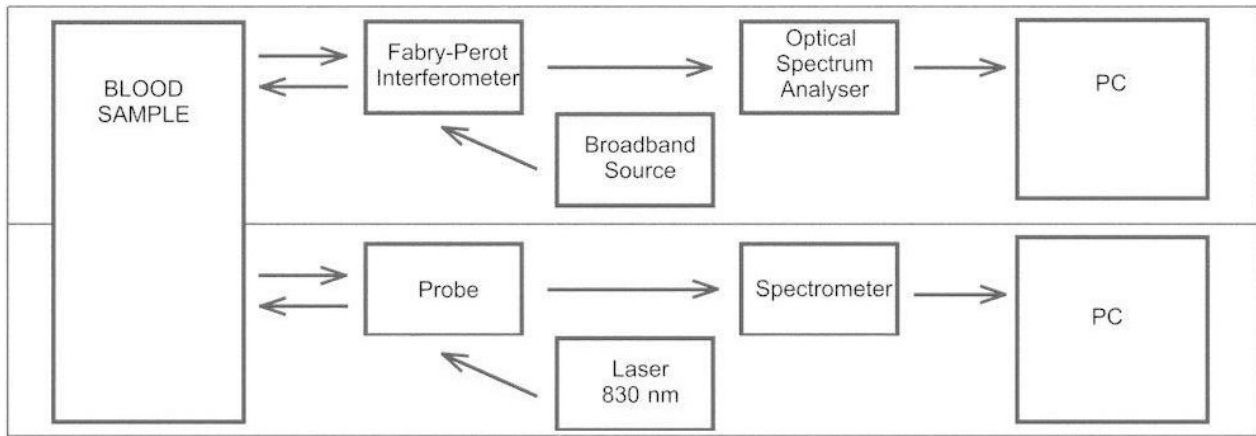 BLOOD
SAMPLE
Fabry-Perot
Interferometer
Optical
Spectrum
Analyser
PC
Broadband
Source
Probe
Spectrometer
PC
Laser
830 nm